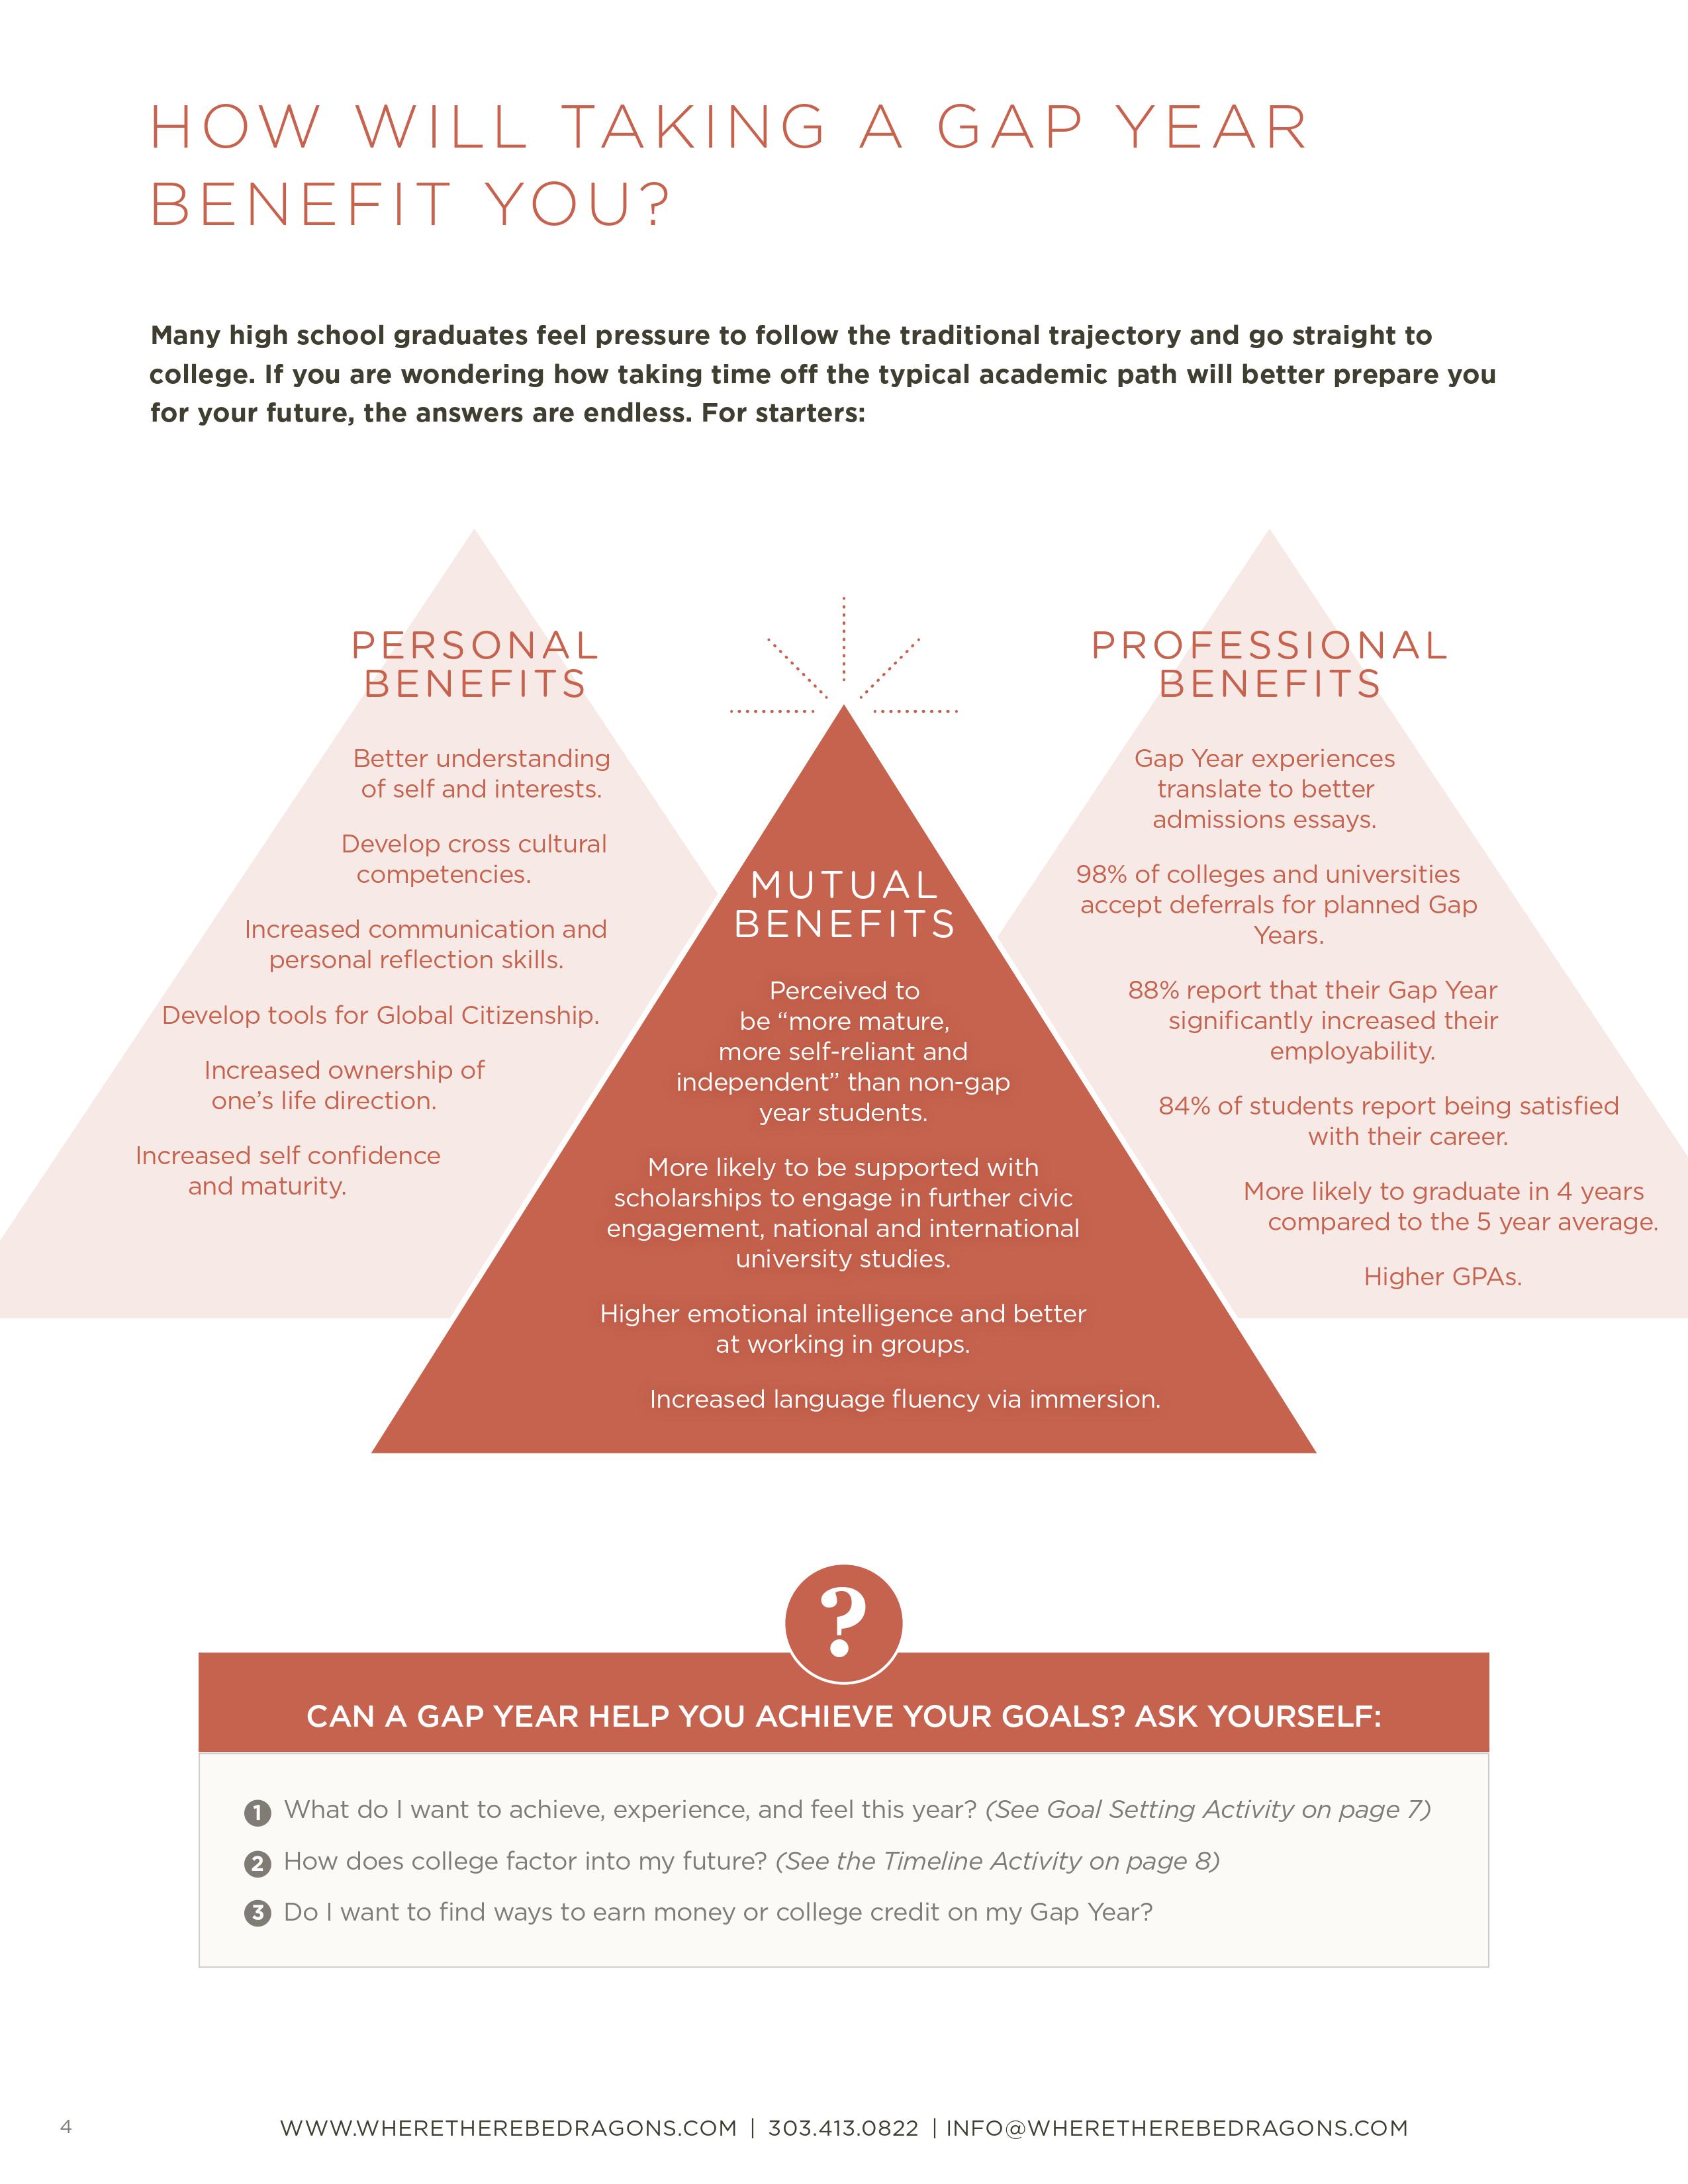 HOW WILL TAKING A GAP YEAR
BENEFIT YOU?
Many high school graduates feel pressure to follow the traditional trajectory and go straight to
college. If you are wondering how taking time off the typical academic path will better prepare you
for your future, the answers are endless. For starters:
PERSONAL
BENEFITS
Better understanding
of self and interests.
Develop cross cultural
competencies.
Increased communication and
personal reflection skills.
Develop tools for Global Citizenship.
Increased ownership of
one’s life direction.
Increased self confidence
and maturity.
MUTUAL
BENEFITS
Perceived to
be “more mature,
more self-reliant and
independent” than non-gap
year students.
More likely to be supported with
scholarships to engage in further civic
engagement, national and international
university studies.
Higher emotional intelligence and better
at working in groups.
Increased language fluency via immersion.
PROFESSIONAL
BENEFITS
Gap Year experiences
translate to better
admissions essays.
98% of colleges and universities
accept deferrals for planned Gap
Years.
88% report that their Gap Year
significantly increased their
employability.
84% of students report being satisfied
with their career.
More likely to graduate in 4 years
compared to the 5 year average.
Higher GPAs.
?
CAN A GAP YEAR HELP YOU ACHIEVE YOUR GOALS? ASK YOURSELF:
1 What do I want to achieve, experience, and feel this year? (See Goal Setting Activity on page 7)
2 How does college factor into my future? (See the Timeline Activity on page 8)
3 Do I want to find ways to earn money or college credit on my Gap Year?
4 WWW.WHERETHEREBEDRAGONS.COM | 303.413.0822 | INFO@WHERETHEREBEDRAGONS.COM